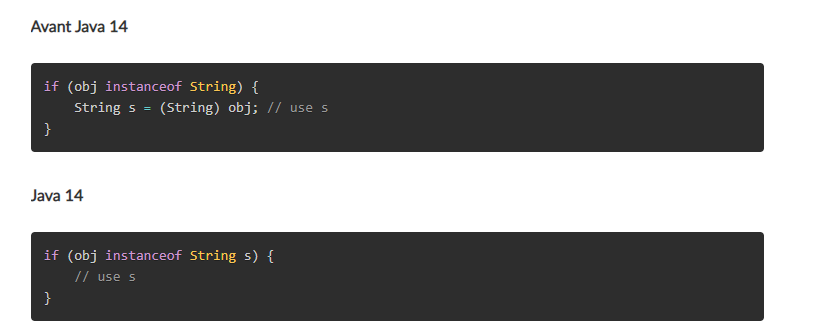 Avant Java 14
if (obj instanceof String) {
    String s = (String) obj; // use s
}
Java 14
if (obj instanceof String s) {
    // use s
}